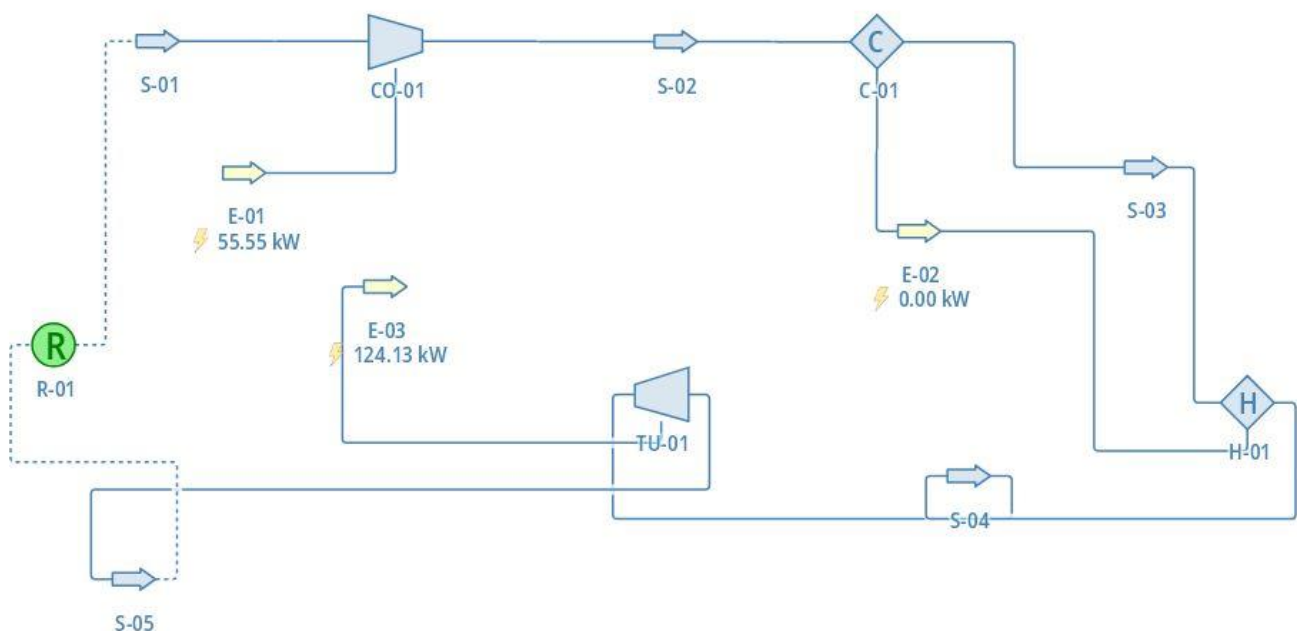 C
S-01
CO-01
S-02
C-01
S-03
E-01
55.55 kW
E-02
0.00 kW
E-03
124.13 kW
R
R-01
TU-01
H
H-01
S-04
S-05